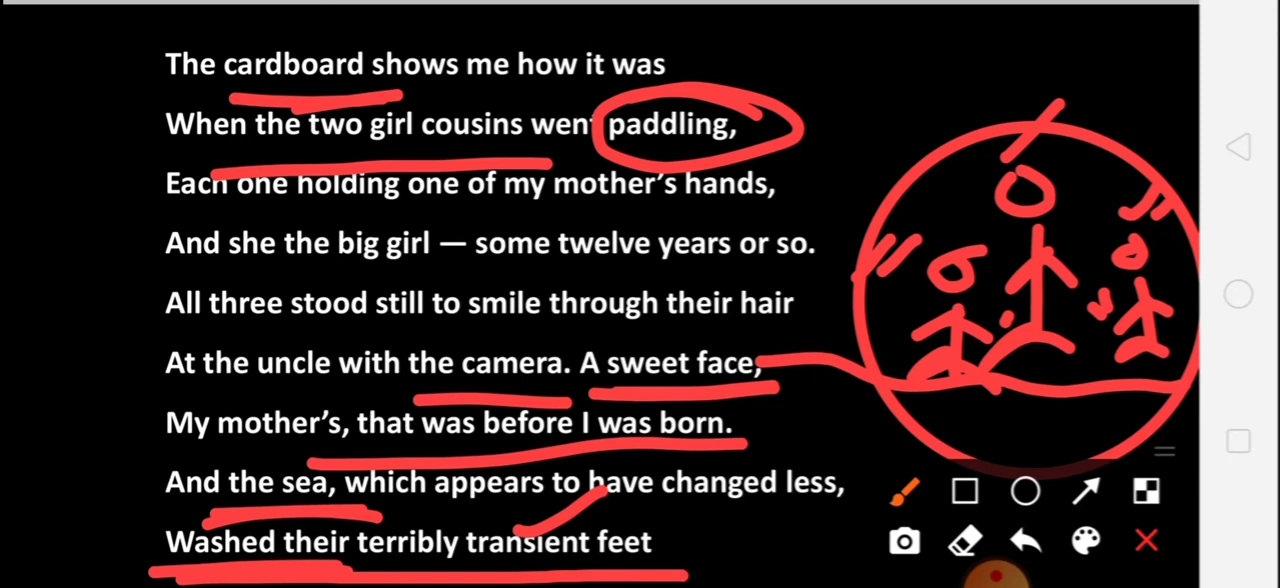 The cardboard shows me how it was
When the two girl cousins went paddling,
Each one holding one of my mother's hands,
And she the big girl — some twelve years or so.
All three stood still to smile through their hair
At the uncle with the camera. A sweet face,
My mother's, that was before I was born.
And the sea, which appears to have changed less,
Washed their terribly transient feet